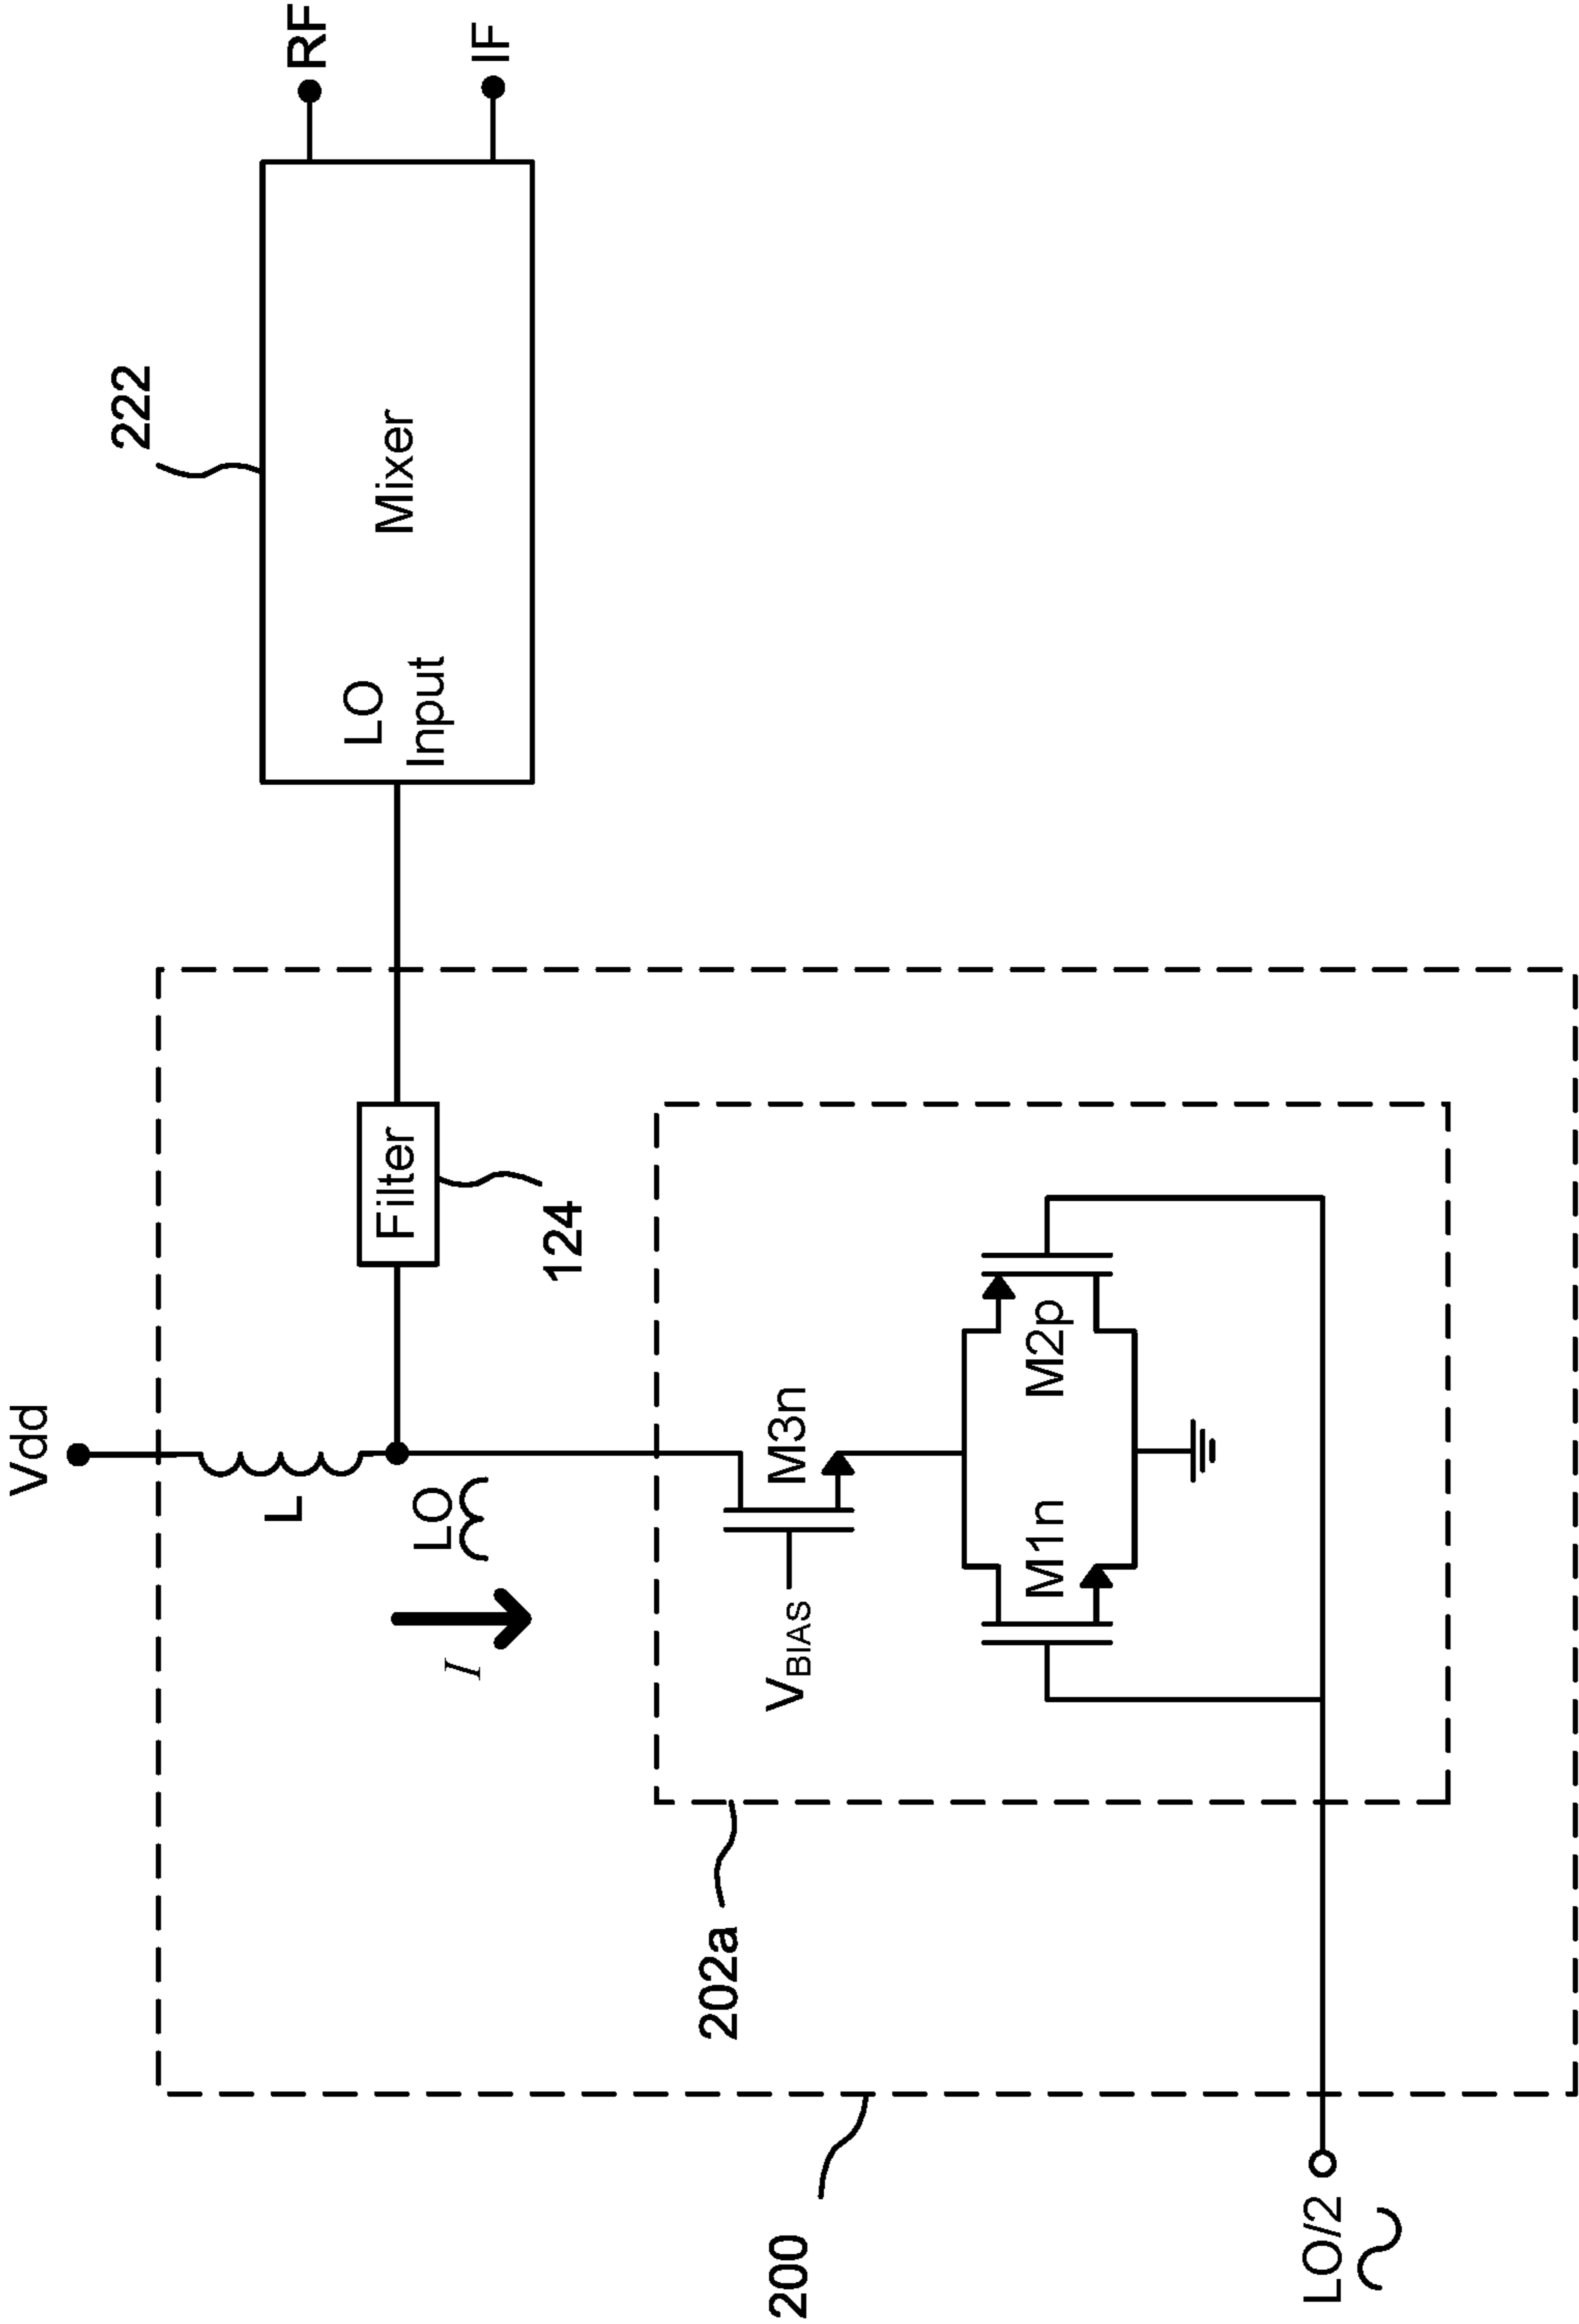 Vdd
L
LO
I
Filter
124
222
LO
Input
Mixer
RF
IF
202a
VBIAS
M3n
M1n
M2p
200
LO/2